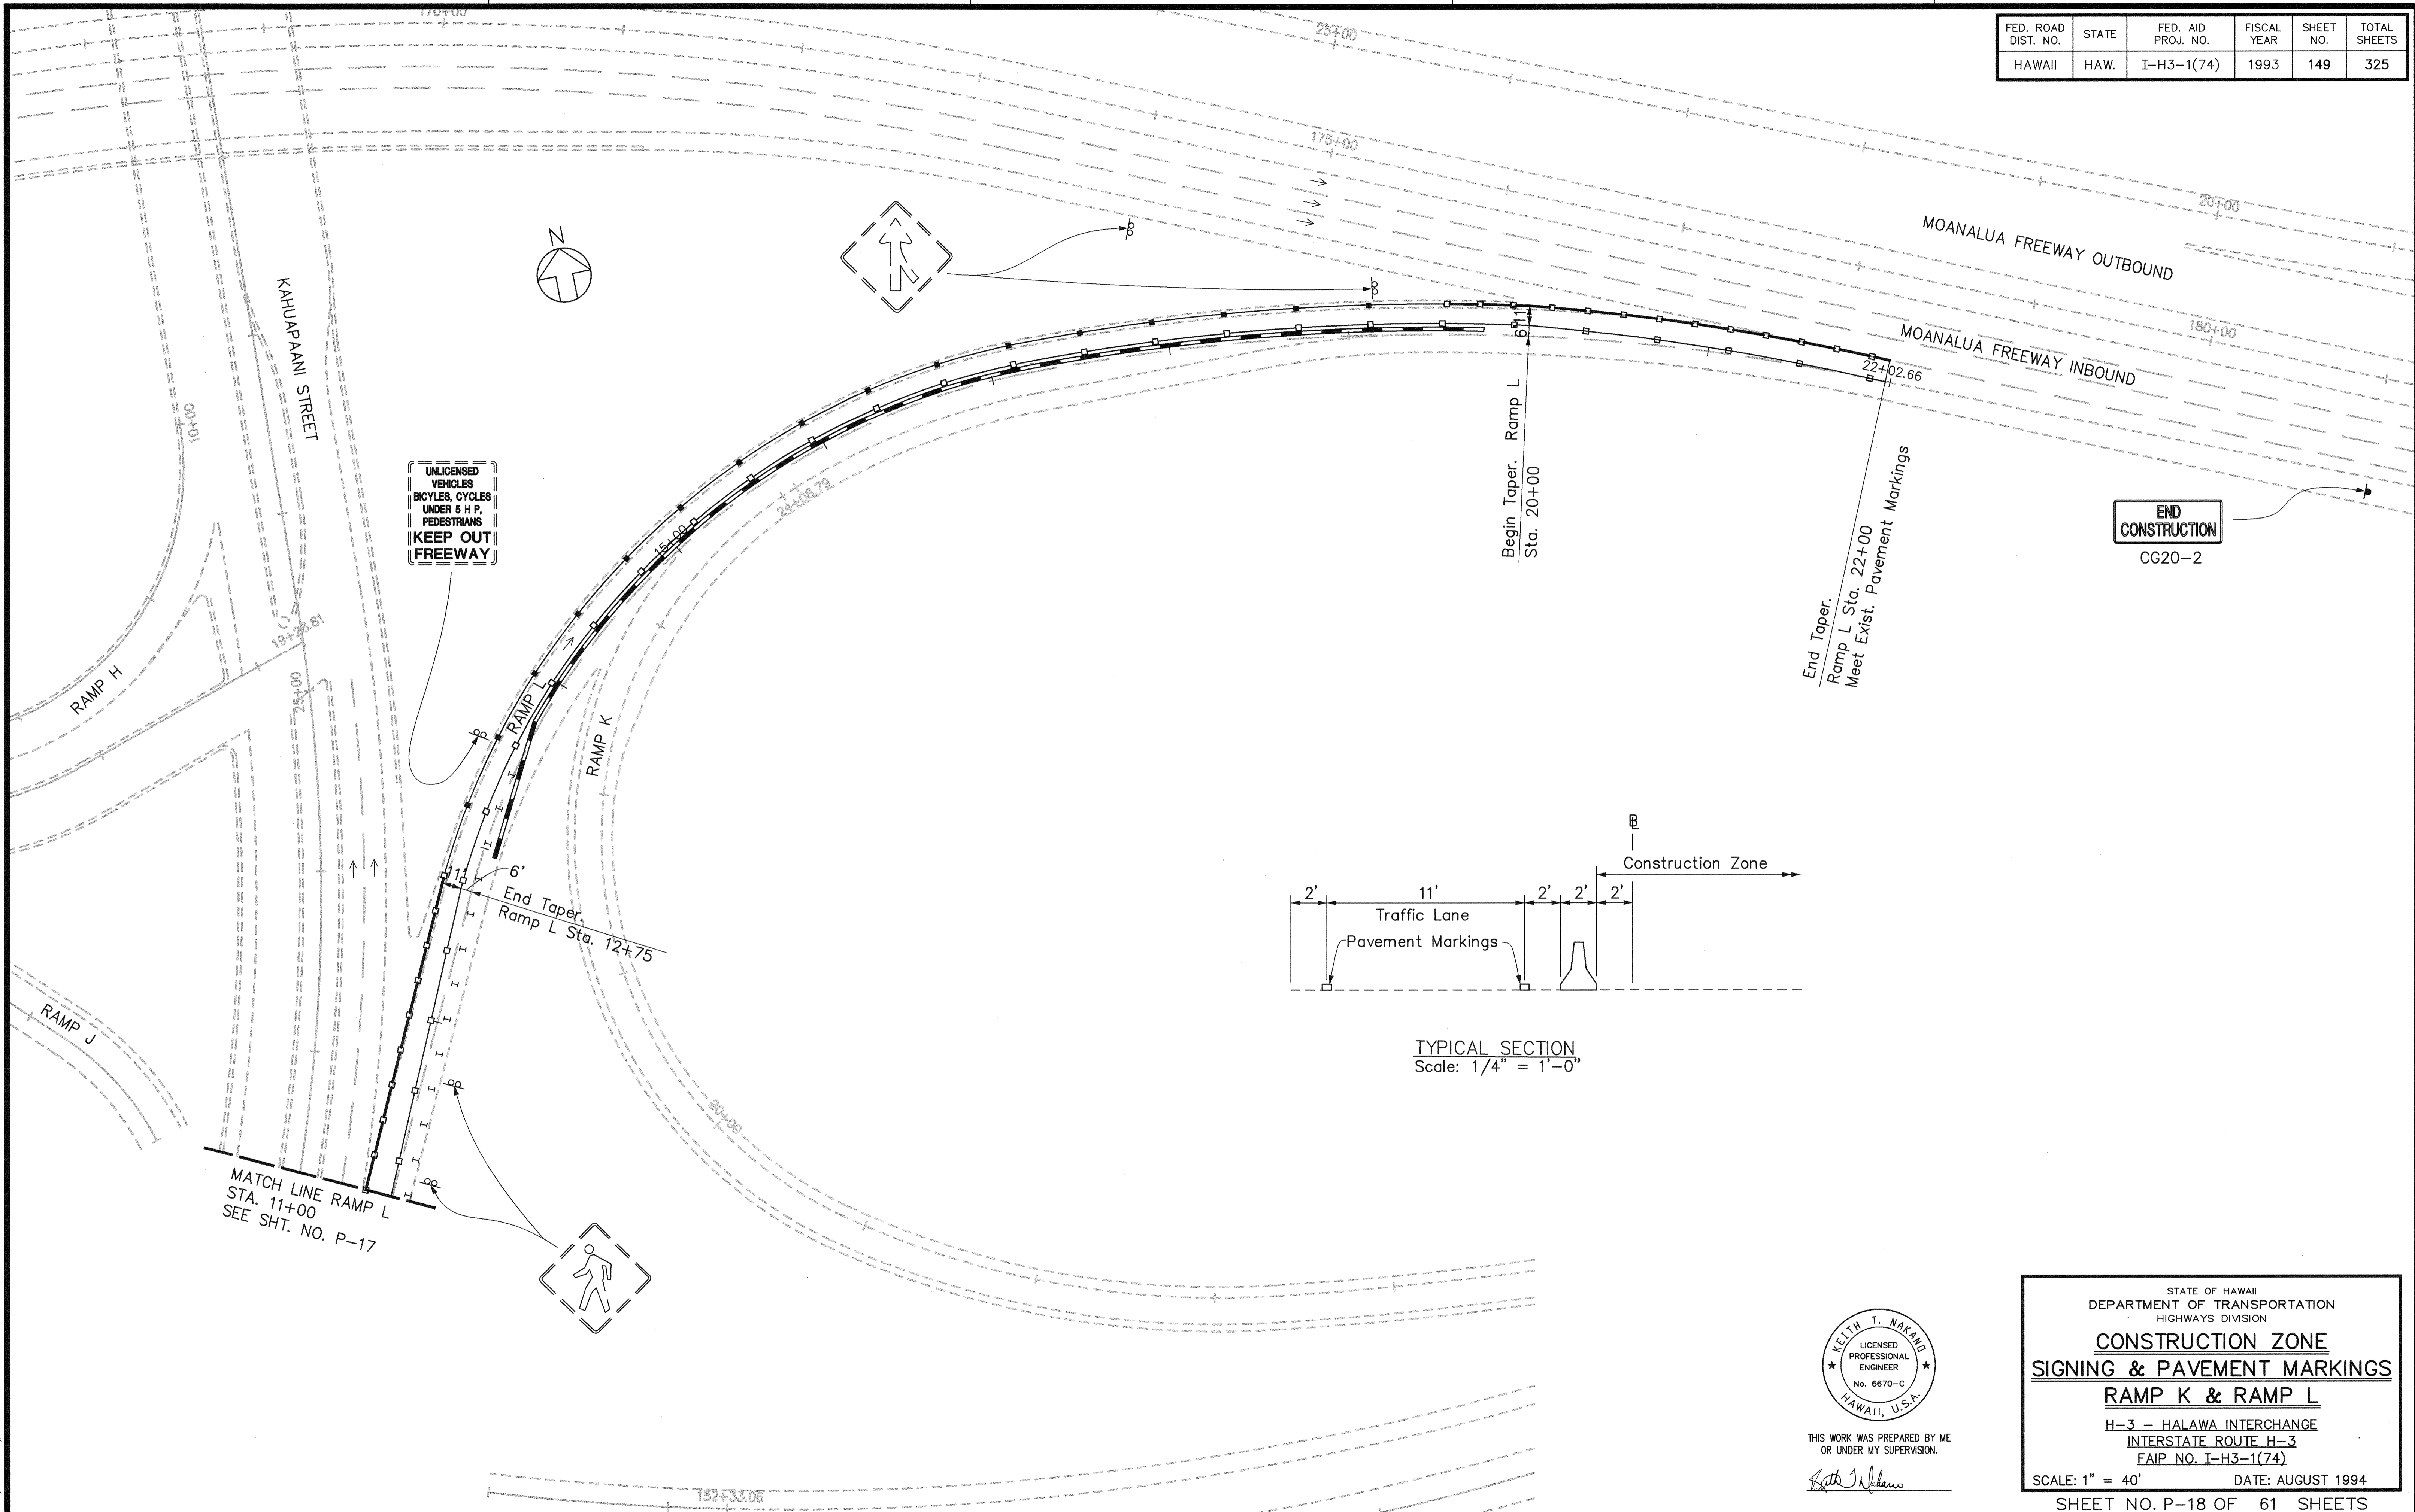 FED. ROAD DIST. NO. STATE FED. AID PROJ. NO. FISCAL YEAR SHEET NO. TOTAL SHEETS
HAWAII HAW. I-H3-1(74) 1993 149 325
170+00
25+00
175+00
20+00
MOANALUA FREEWAY OUTBOUND
180+00
MOANALUA FREEWAY INBOUND
22+02.66
N
KAHUAPAANI STREET
10+00
UNLICENSED
VEHICLES
BICYLES, CYCLES
UNDER 5 H P,
PEDESTRIANS
KEEP OUT
FREEWAY
6'
11'
Begin Taper. Ramp L
Sta. 20+00
End Taper.
Ramp L Sta. 22+00
Meet Exist. Pavement Markings
END
CONSTRUCTION
CG20-2
24+08.79
15+00
19+28.81
25+00
RAMP H
RAMP L
RAMP K
11'
6'
End Taper.
Ramp L Sta. 12+75
RAMP J
20+00
MATCH LINE RAMP L
STA. 11+00
SEE SHT. NO. P-17
B
Construction Zone
2' 11' 2' 2' 2'
Traffic Lane
Pavement Markings
TYPICAL SECTION
Scale: 1/4" = 1'-0"
152+33.06
KEITH T. NAKANO
LICENSED
PROFESSIONAL
ENGINEER
No. 6670-C
HAWAII, U.S.A.
THIS WORK WAS PREPARED BY ME
OR UNDER MY SUPERVISION.
Keith T Nakano
STATE OF HAWAII
DEPARTMENT OF TRANSPORTATION
HIGHWAYS DIVISION
CONSTRUCTION ZONE
SIGNING & PAVEMENT MARKINGS
RAMP K & RAMP L
H-3 - HALAWA INTERCHANGE
INTERSTATE ROUTE H-3
FAIP NO. I-H3-1(74)
SCALE: 1" = 40' DATE: AUGUST 1994
SHEET NO. P-18 OF 61 SHEETS